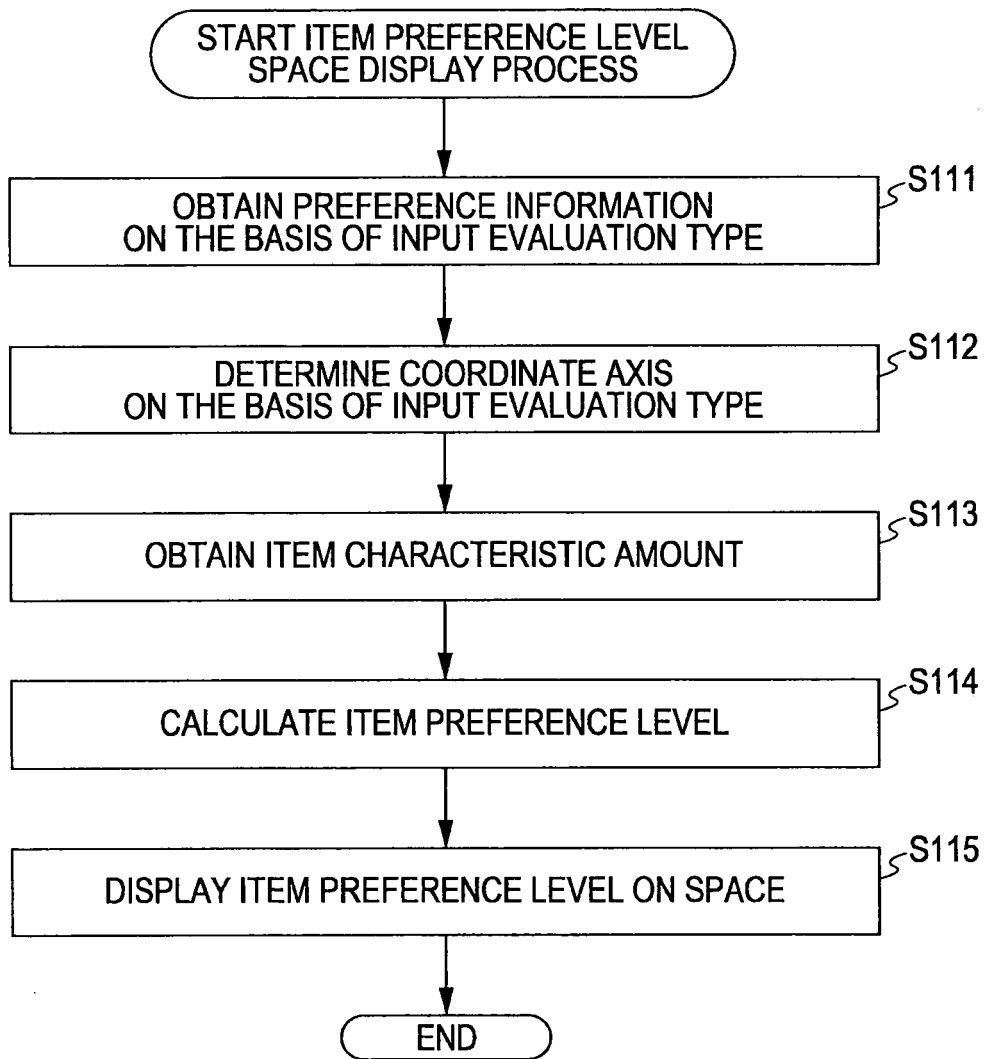 START ITEM PREFERENCE LEVEL
SPACE DISPLAY PROCESS
S111
OBTAIN PREFERENCE INFORMATION
ON THE BASIS OF INPUT EVALUATION TYPE
S112
DETERMINE COORDINATE AXIS
ON THE BASIS OF INPUT EVALUATION TYPE
S113
OBTAIN ITEM CHARACTERISTIC AMOUNT
S114
CALCULATE ITEM PREFERENCE LEVEL
S115
DISPLAY ITEM PREFERENCE LEVEL ON SPACE
END